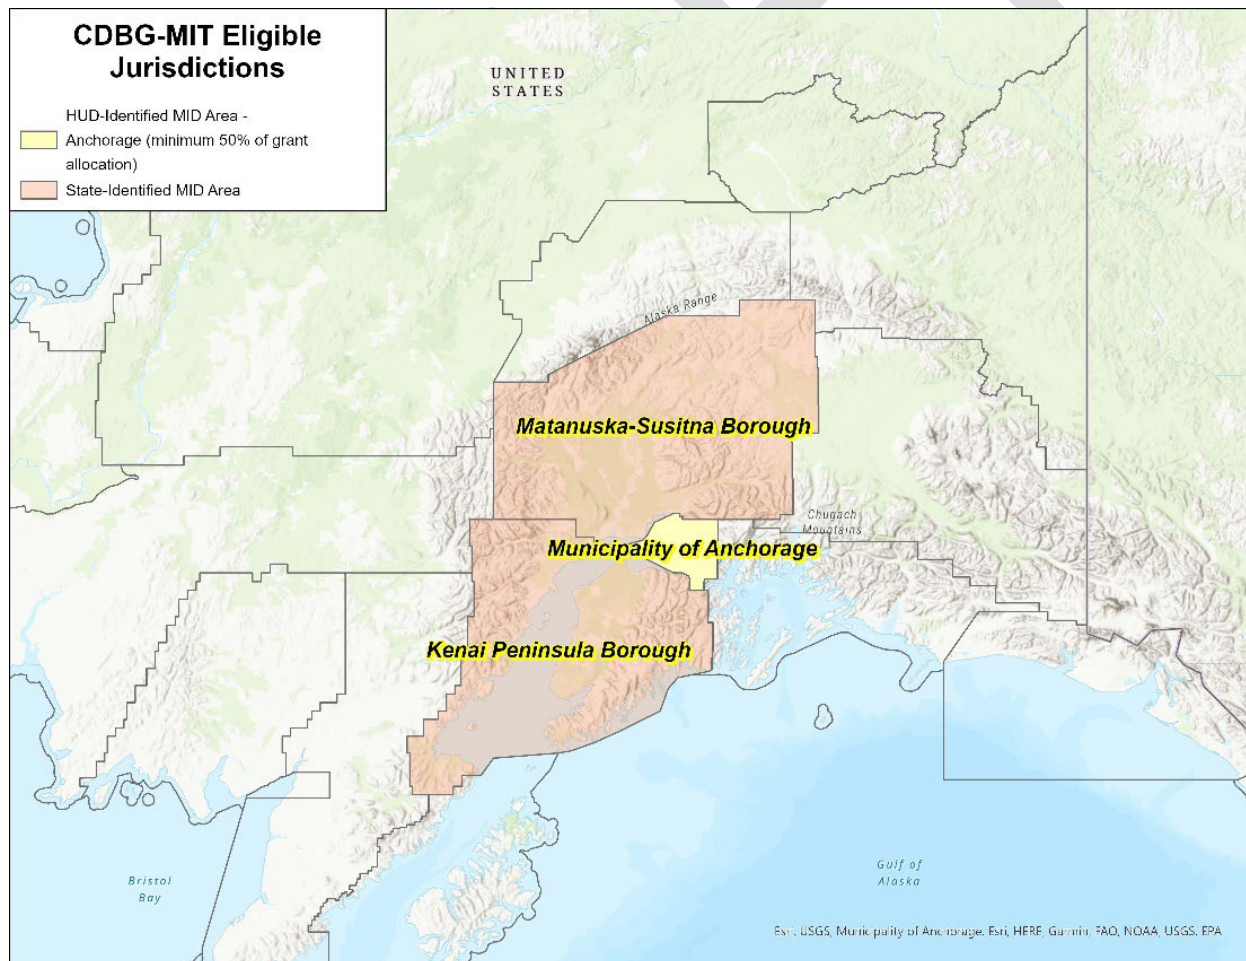 CDBG-MIT Eligible
Jurisdictions
HUD-Identified MID Area -
Anchorage (minimum 50% of grant
allocation)
State-Identified MID Area
UNITED
STATES
Alaska Range
Matanuska-Susitna Borough
Chugach
Mountains
Municipality of Anchorage
Kenai Peninsula Borough
Bristol
Bay
Gulf of
Alaska
Esri, USGS, Municipality of Anchorage, Esri, HERE, Garmin, FAO, NOAA, USGS, EPA